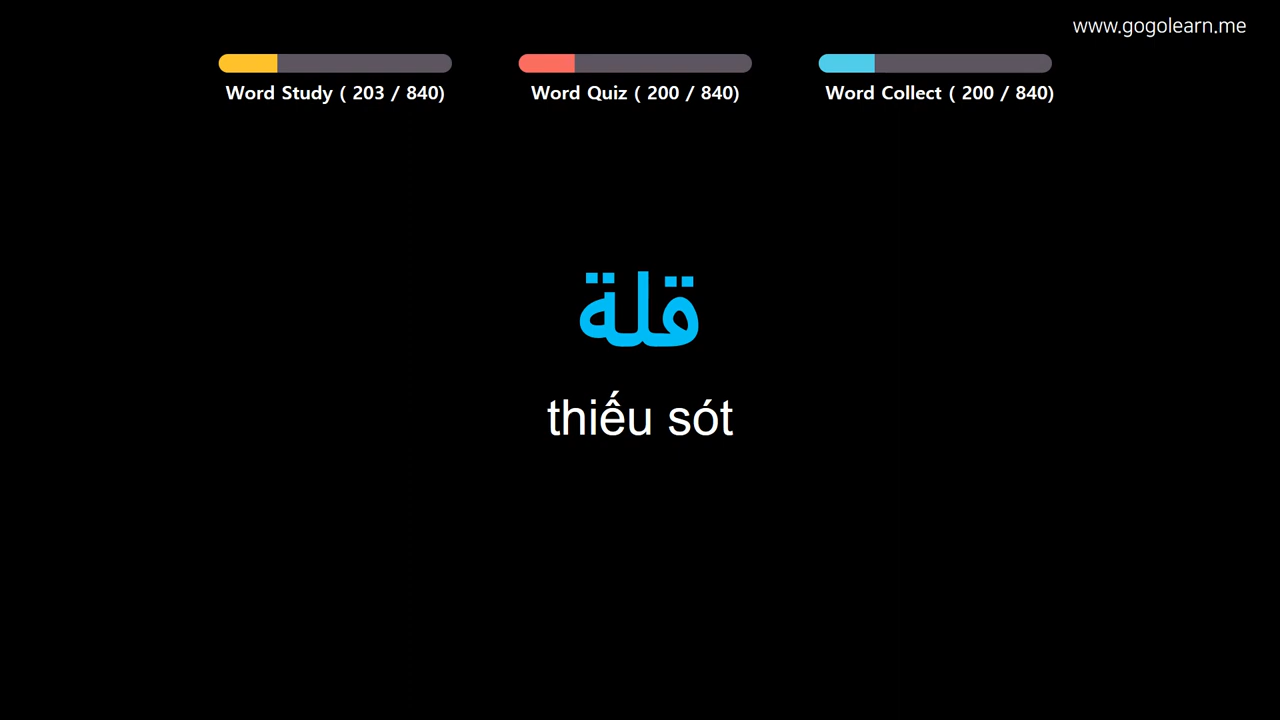 www.gogolearn.me
Word Study ( 203 / 840)
Word Quiz ( 200 / 840)
Word Collect ( 200 / 840)
قلة
thiếu sót